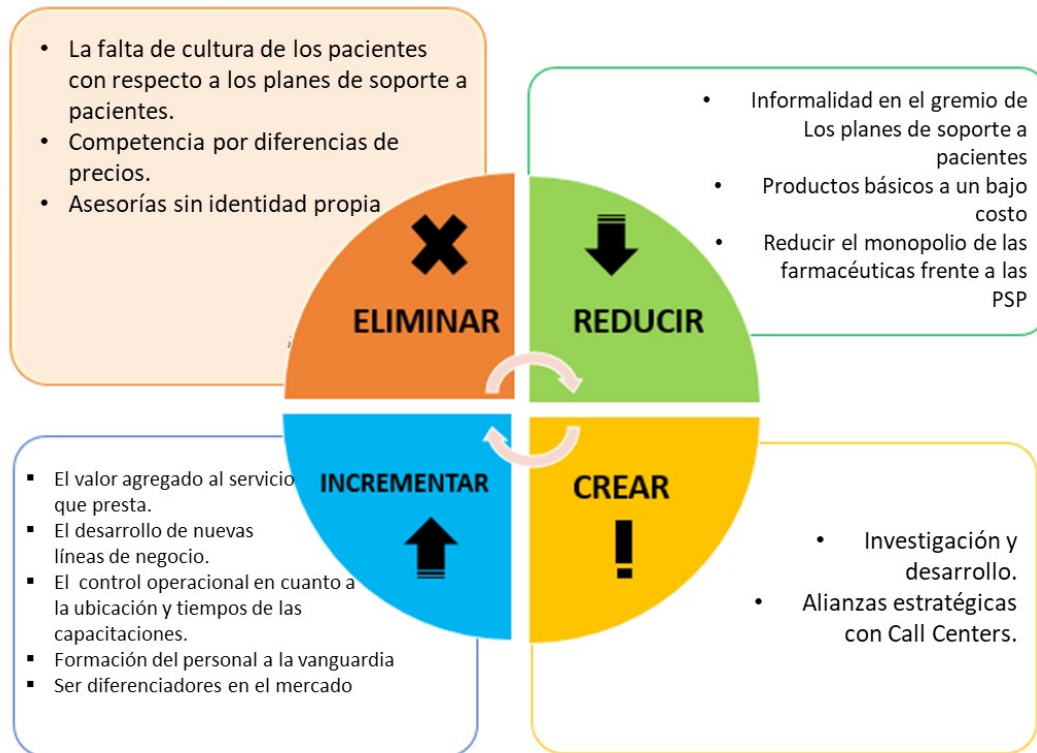 • La falta de cultura de los pacientes
con respecto a los planes de soporte a
pacientes.
• Competencia por diferencias de
precios.
• Asesorías sin identidad propia
ELIMINAR
• Informalidad en el gremio de
Los planes de soporte a
pacientes
• Productos básicos a un bajo
costo
• Reducir el monopolio de las
farmacéuticas frente a las
PSP
REDUCIR
▪ El valor agregado al servicio
que presta.
▪ El desarrollo de nuevas
líneas de negocio.
▪ El control operacional en cuanto a
la ubicación y tiempos de las
capacitaciones.
▪ Formación del personal a la vanguardia
▪ Ser diferenciadores en el mercado
INCREMENTAR
CREAR
• Investigación y
desarrollo.
• Alianzas estratégicas
con Call Centers.